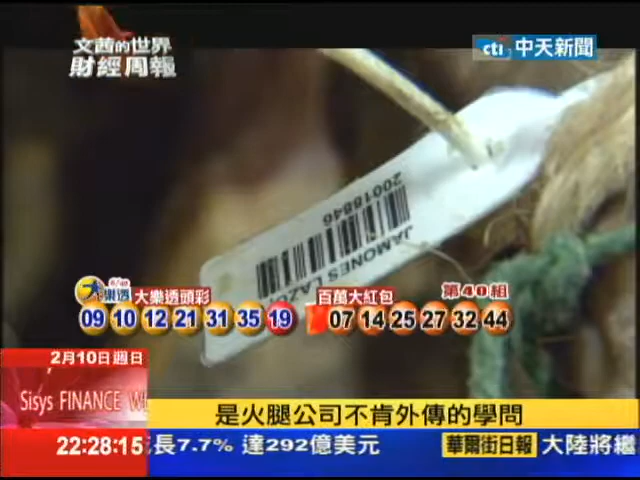 文茜的世界
財經周報
cti 中天新聞
20018846
JAMONES
6/49
樂透 大樂透頭彩
09 10 12 21 31 35 19
百萬大紅包 第40組
07 14 25 27 32 44
2月10日週日
Sisys FINANCE
是火腿公司不肯外傳的學問
22:28:15
長7.7% 達292億美元 華爾街日報 大陸將繼